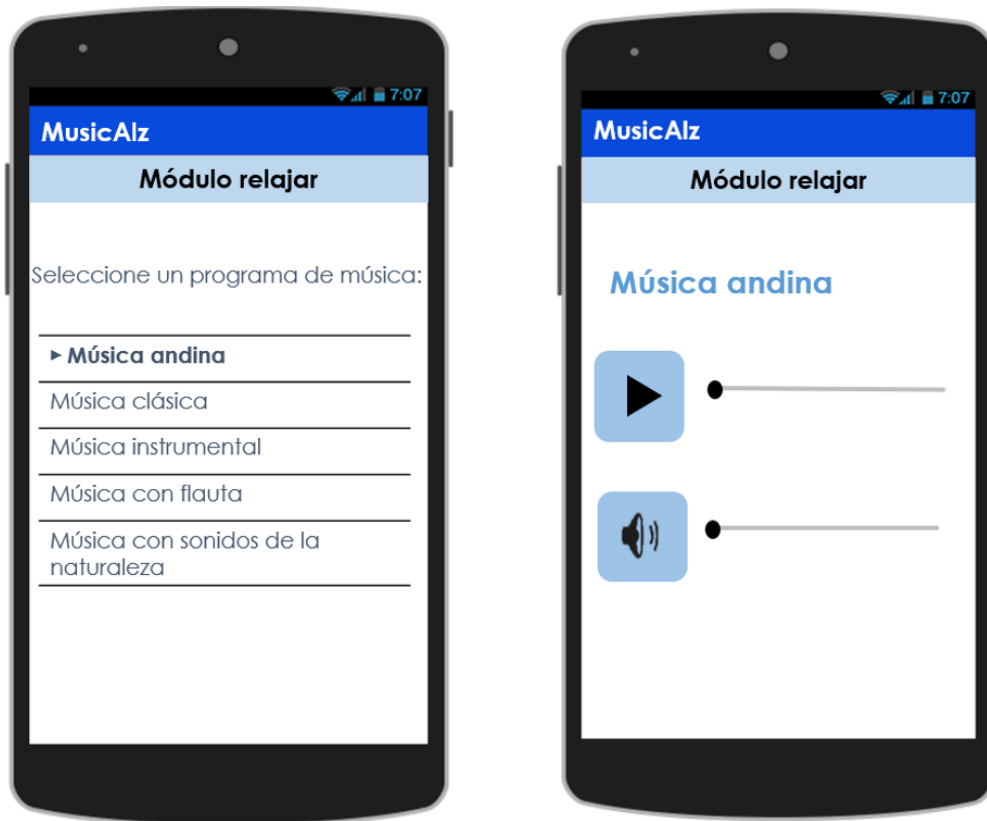 7:07
MusicAlz
Módulo relajar
Seleccione un programa de música:
▸ Música andina
Música clásica
Música instrumental
Música con flauta
Música con sonidos de la
naturaleza
7:07
MusicAlz
Módulo relajar
Música andina